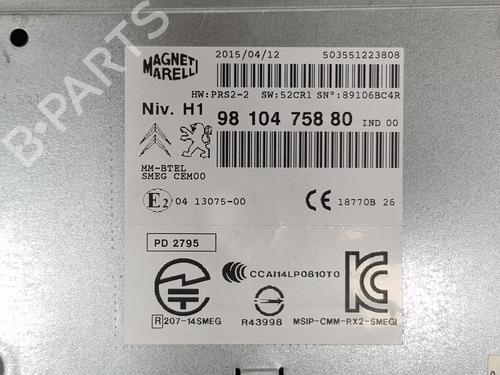 MAGNETI
MARELLI
2015/04/12 503551223808
HW:PRS2-2 SW:52CR1 SN°:89106BC4R
Niv. H1
98 104 758 80 IND 00
MM-BTEL
SMEG CEM00
E2 04 13075-00
CE 18770B 26
PD 2795
CCAI14LP0810T0
R 207-14SMEG
R43998
MSIP-CMM-RX2-SMEGI
B-PARTS